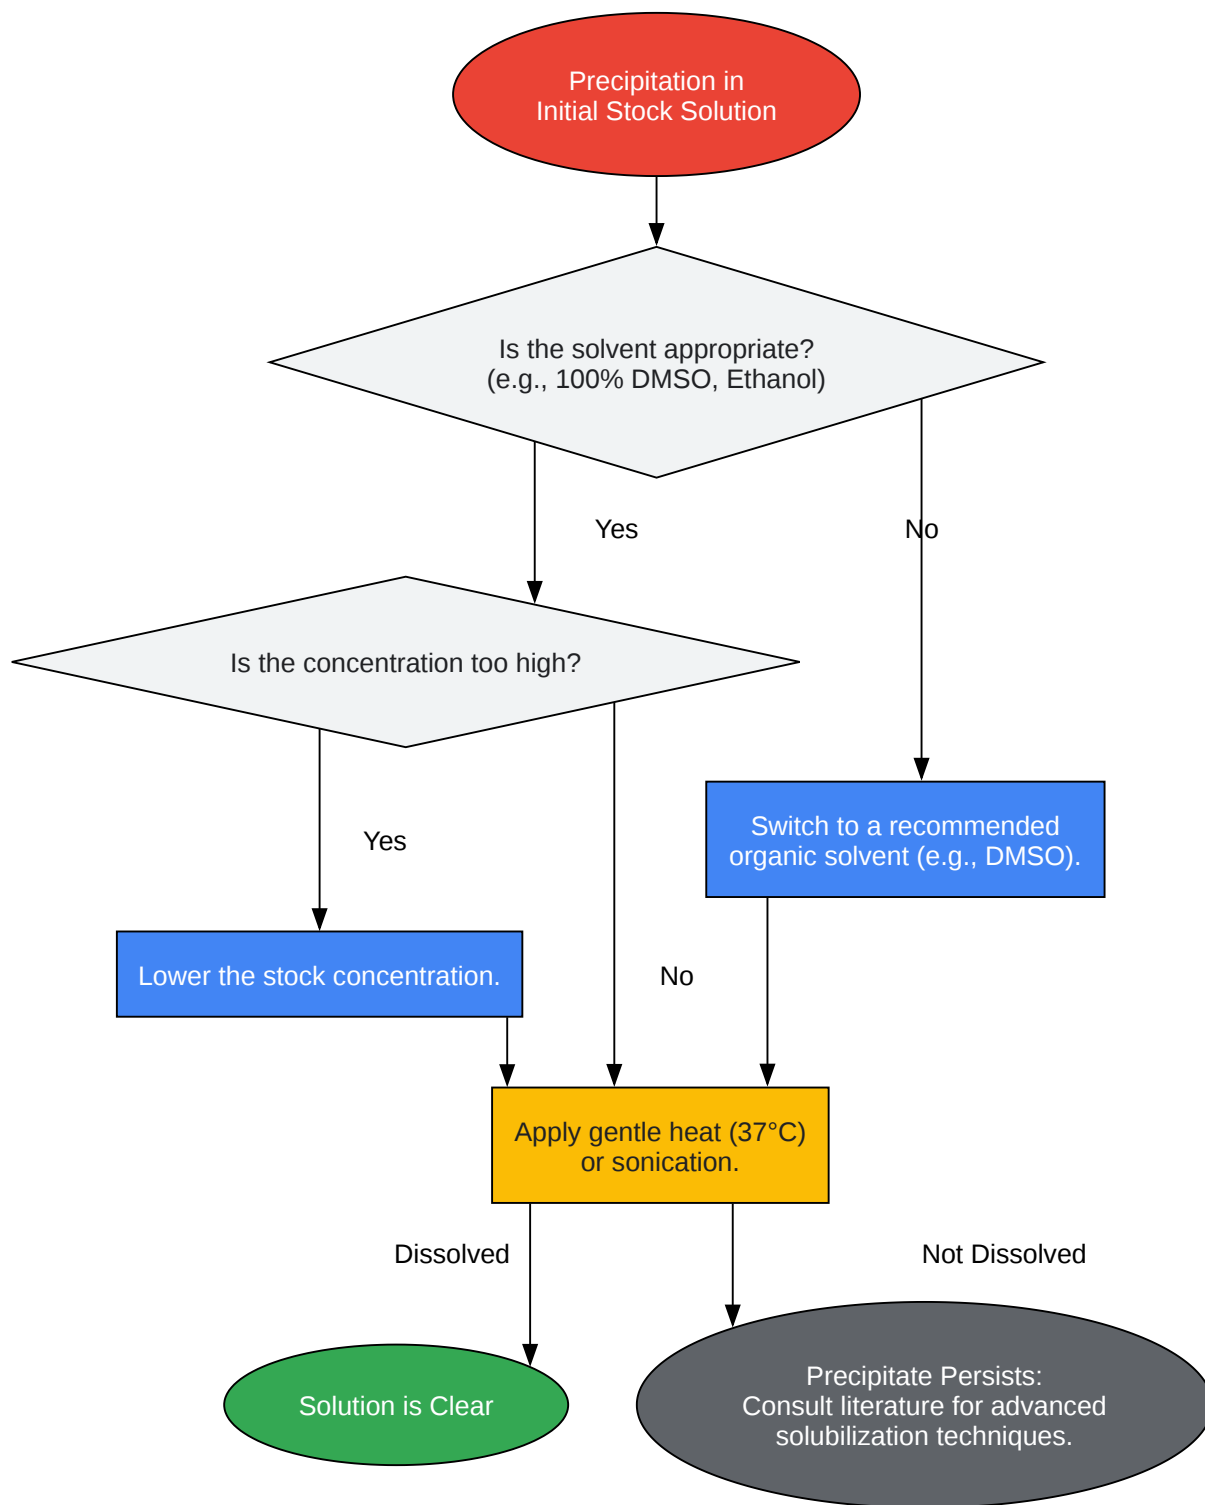 Precipitation in
Initial Stock Solution
Is the solvent appropriate?
(e.g., 100% DMSO, Ethanol)
Yes
No
Is the concentration too high?
Switch to a recommended
organic solvent (e.g., DMSO).
Yes
Lower the stock concentration.
No
Apply gentle heat (37°C)
or sonication.
Dissolved
Not Dissolved
Solution is Clear
Precipitate Persists:
Consult literature for advanced
solubilization techniques.